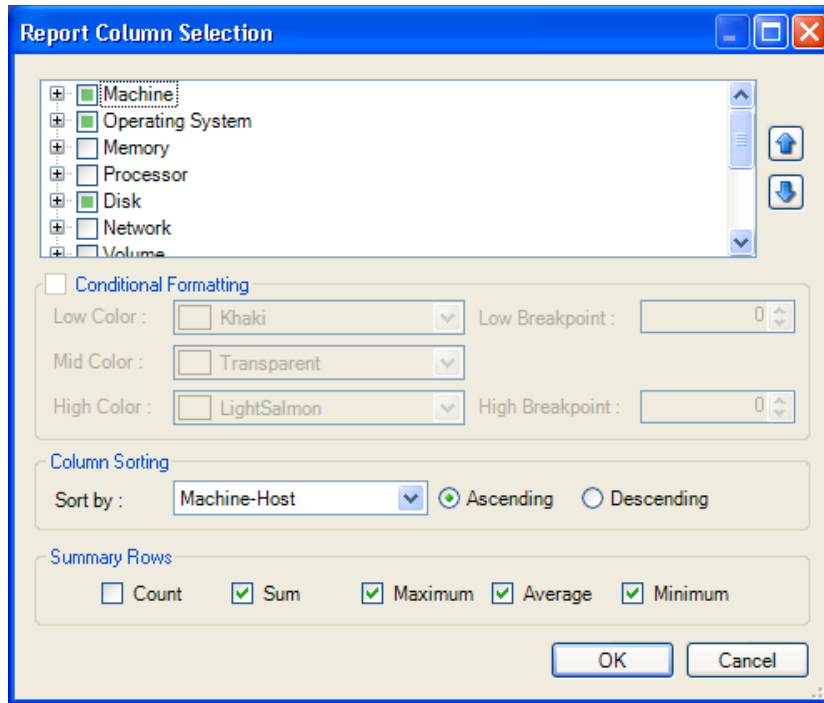 Report Column Selection
Machine
Operating System
Memory
Processor
Disk
Network
Volume
Conditional Formatting
Low Color : Khaki Low Breakpoint : 0
Mid Color : Transparent
High Color : LightSalmon High Breakpoint : 0
Column Sorting
Sort by : Machine-Host Ascending Descending
Summary Rows
Count Sum Maximum Average Minimum
OK Cancel